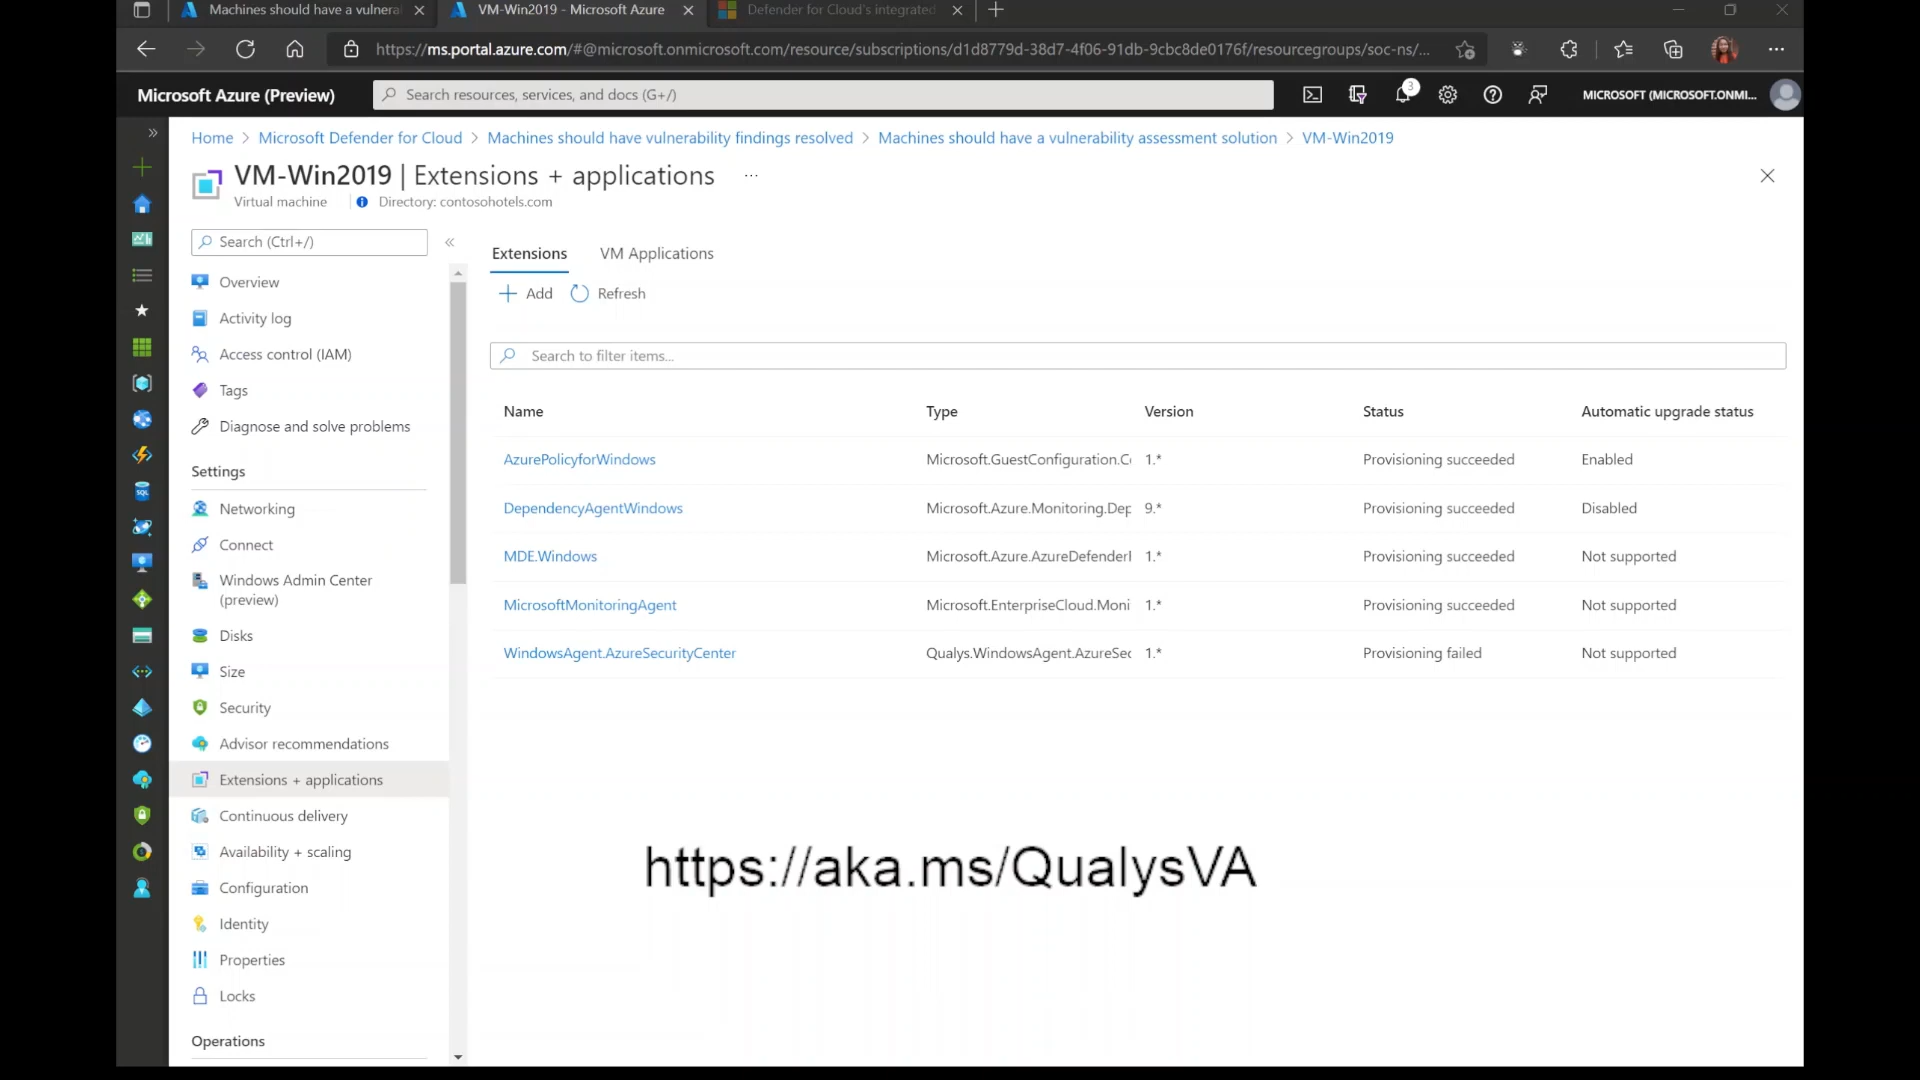 Machines should have a vulnera
VM-Win2019 - Microsoft Azure
Defender for Cloud's integrated
https://ms.portal.azure.com/#@microsoft.onmicrosoft.com/resource/subscriptions/d1d8779d-38d7-4f06-91db-9cbc8de0176f/resourcegroups/soc-ns/...
Microsoft Azure (Preview)
Search resources, services, and docs (G+/)
3
MICROSOFT (MICROSOFT.ONMI...
Home > Microsoft Defender for Cloud > Machines should have vulnerability findings resolved > Machines should have a vulnerability assessment solution > VM-Win2019
VM-Win2019 | Extensions + applications ...
Virtual machine
Directory: contosohotels.com
Search (Ctrl+/)
Overview
Activity log
Access control (IAM)
Tags
Diagnose and solve problems
Settings
Networking
Connect
Windows Admin Center
(preview)
Disks
Size
Security
Advisor recommendations
Extensions + applications
Continuous delivery
Availability + scaling
Configuration
Identity
Properties
Locks
Operations
Extensions VM Applications
Add Refresh
Search to filter items...
Name Type Version Status Automatic upgrade status
AzurePolicyforWindows Microsoft.GuestConfiguration.Co 1.* Provisioning succeeded Enabled
DependencyAgentWindows Microsoft.Azure.Monitoring.Dep 9.* Provisioning succeeded Disabled
MDE.Windows Microsoft.Azure.AzureDefenderl 1.* Provisioning succeeded Not supported
MicrosoftMonitoringAgent Microsoft.EnterpriseCloud.Moni 1.* Provisioning succeeded Not supported
WindowsAgent.AzureSecurityCenter Qualys.WindowsAgent.AzureSec 1.* Provisioning failed Not supported
https://aka.ms/QualysVA
SQL